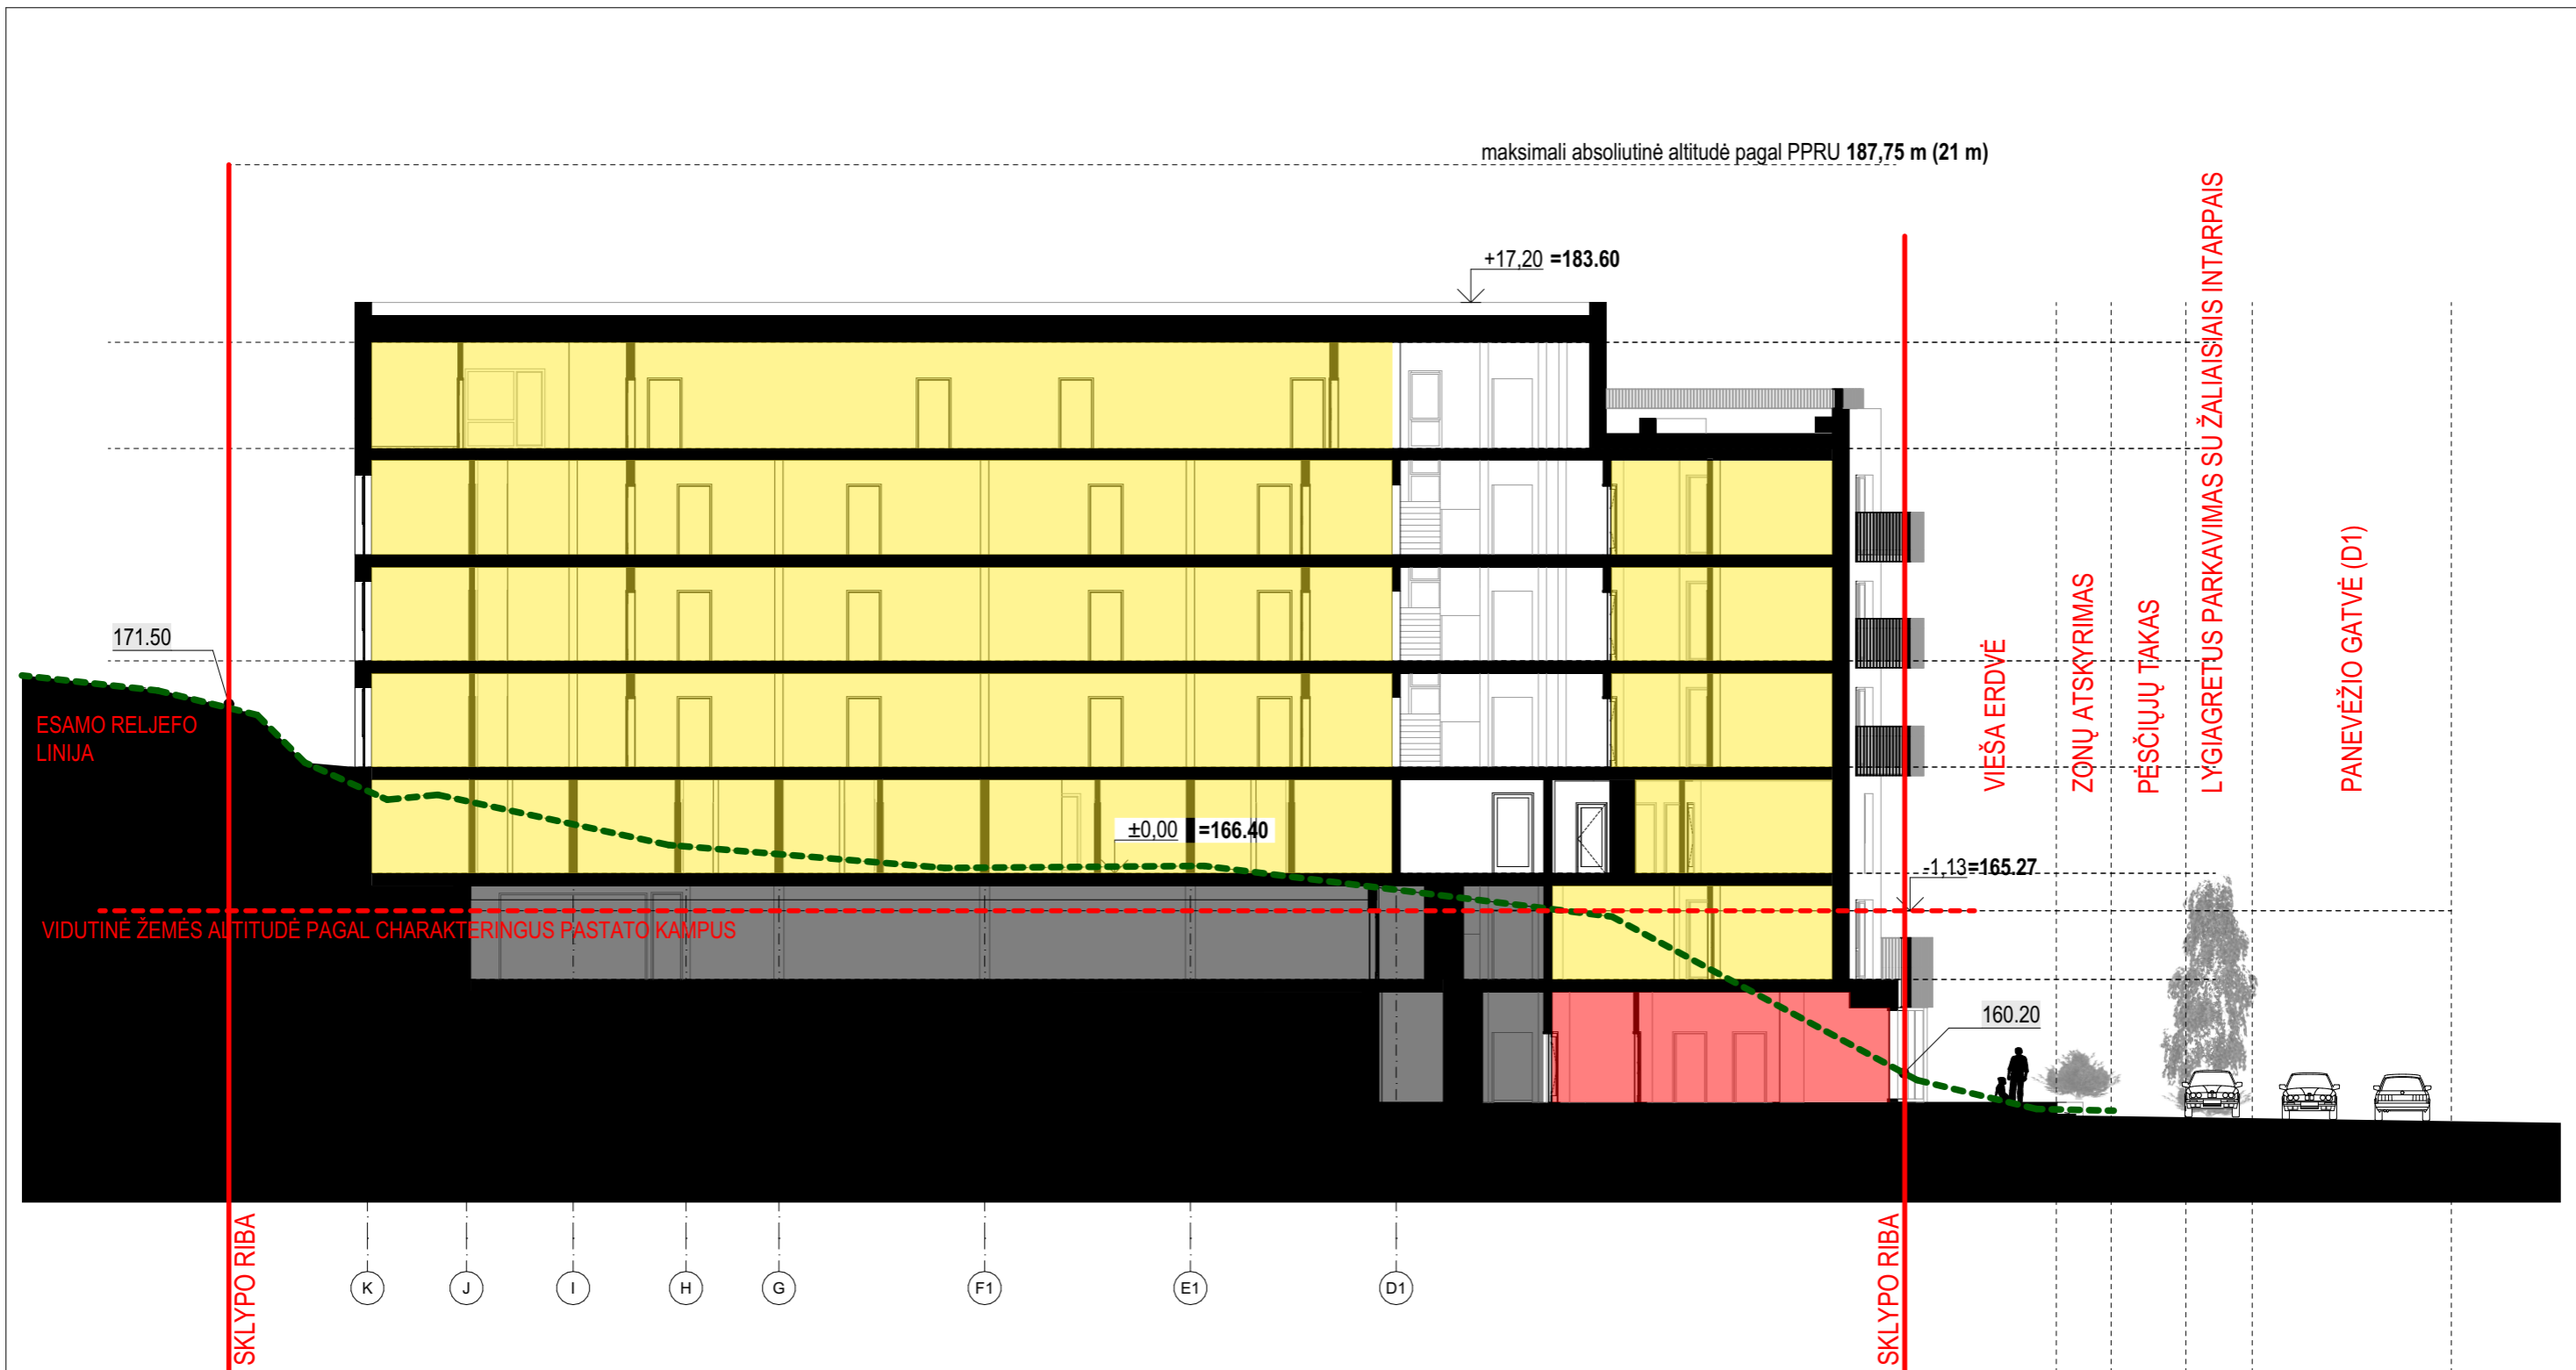 maksimali absoliutinė altitudė pagal PPRU 187,75 m (21 m)
+17,20 =183.60
171.50
ESAMO RELJEFO
LINIJA
±0,00 =166.40
-1,13=165.27
VIDUTINĖ ŽEMĖS ALTITUDĖ PAGAL CHARAKTERINGUS PASTATO KAMPUS
160.20
VIEŠA ERDVĖ
ZONŲ ATSKYRIMAS
PĖSČIŲJŲ TAKAS
LYGIAGRETUS PARKAVIMAS SU ŽALIAISIAIS INTARPAIS
PANEVĖŽIO GATVĖ (D1)
SKLYPO RIBA
SKLYPO RIBA
K J I H G F1 E1 D1